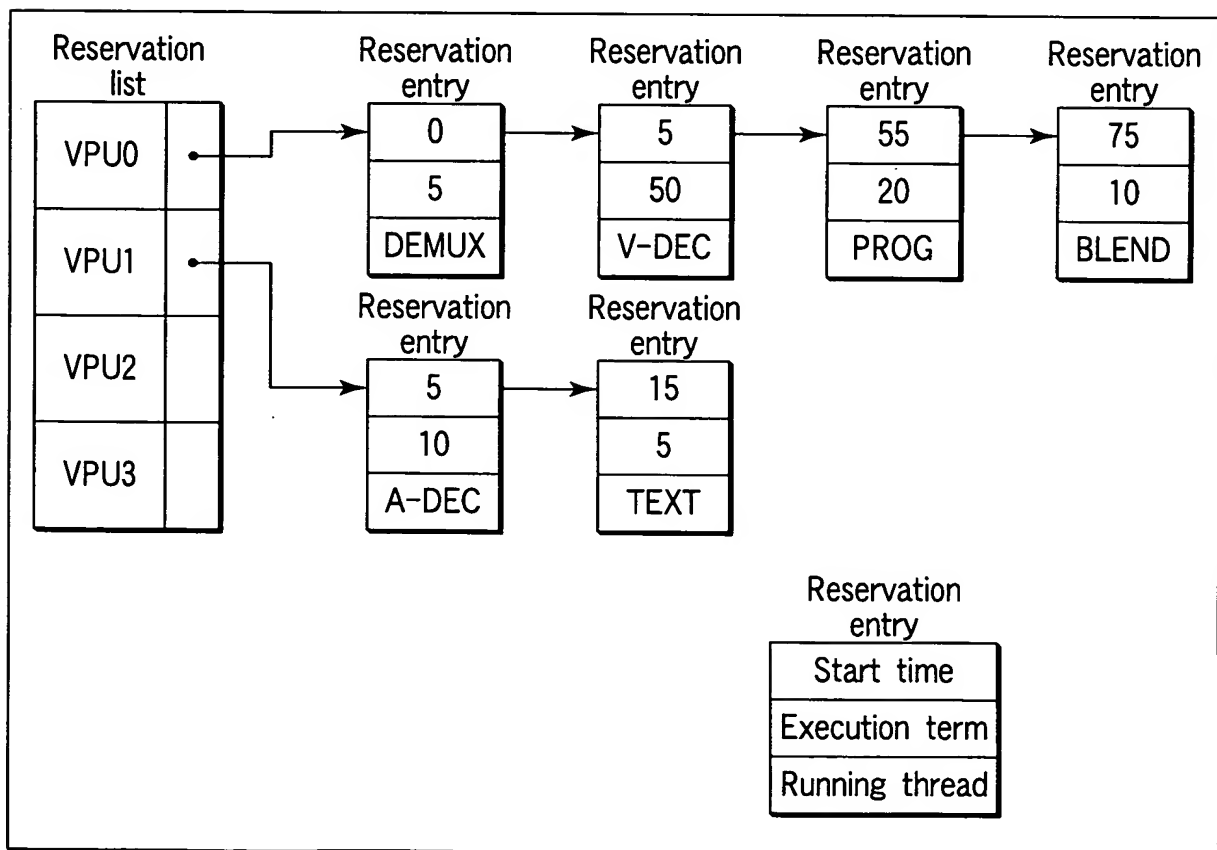 Reservation
list
VPU0
VPU1
VPU2
VPU3
Reservation
entry
0
5
DEMUX
Reservation
entry
5
50
V-DEC
Reservation
entry
55
20
PROG
Reservation
entry
75
10
BLEND
Reservation
entry
5
10
A-DEC
Reservation
entry
15
5
TEXT
Reservation
entry
Start time
Execution term
Running thread